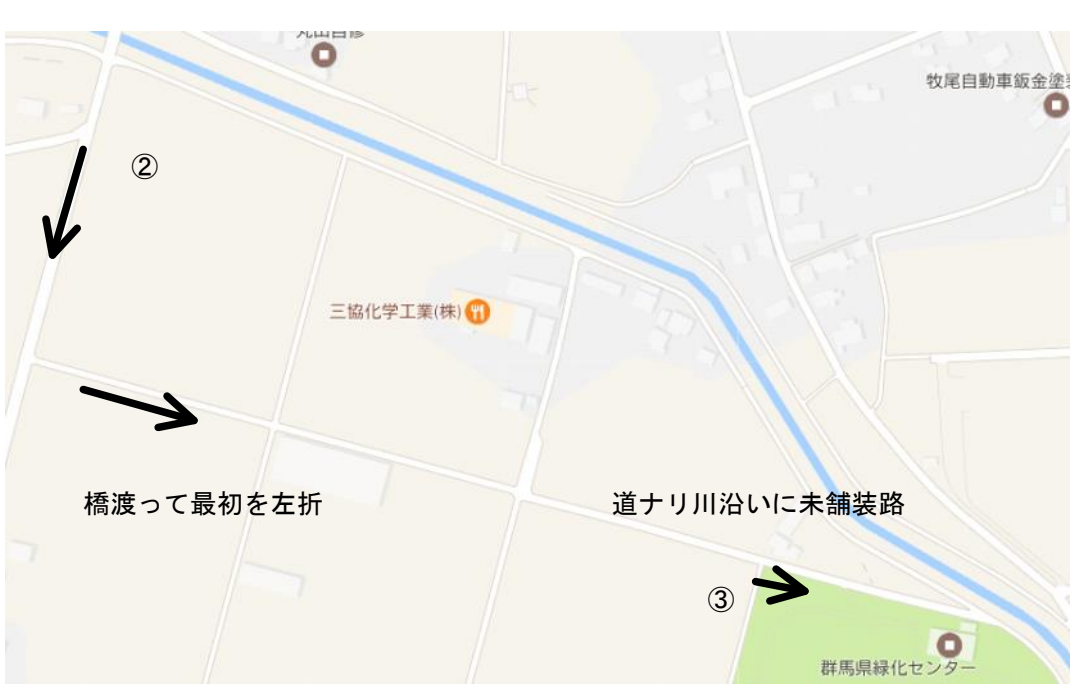 牧尾自動車鈑金塗
②
三協化学工業(株)
橋渡って最初を左折
道ナリ川沿いに未舗装路
③
群馬県緑化センター